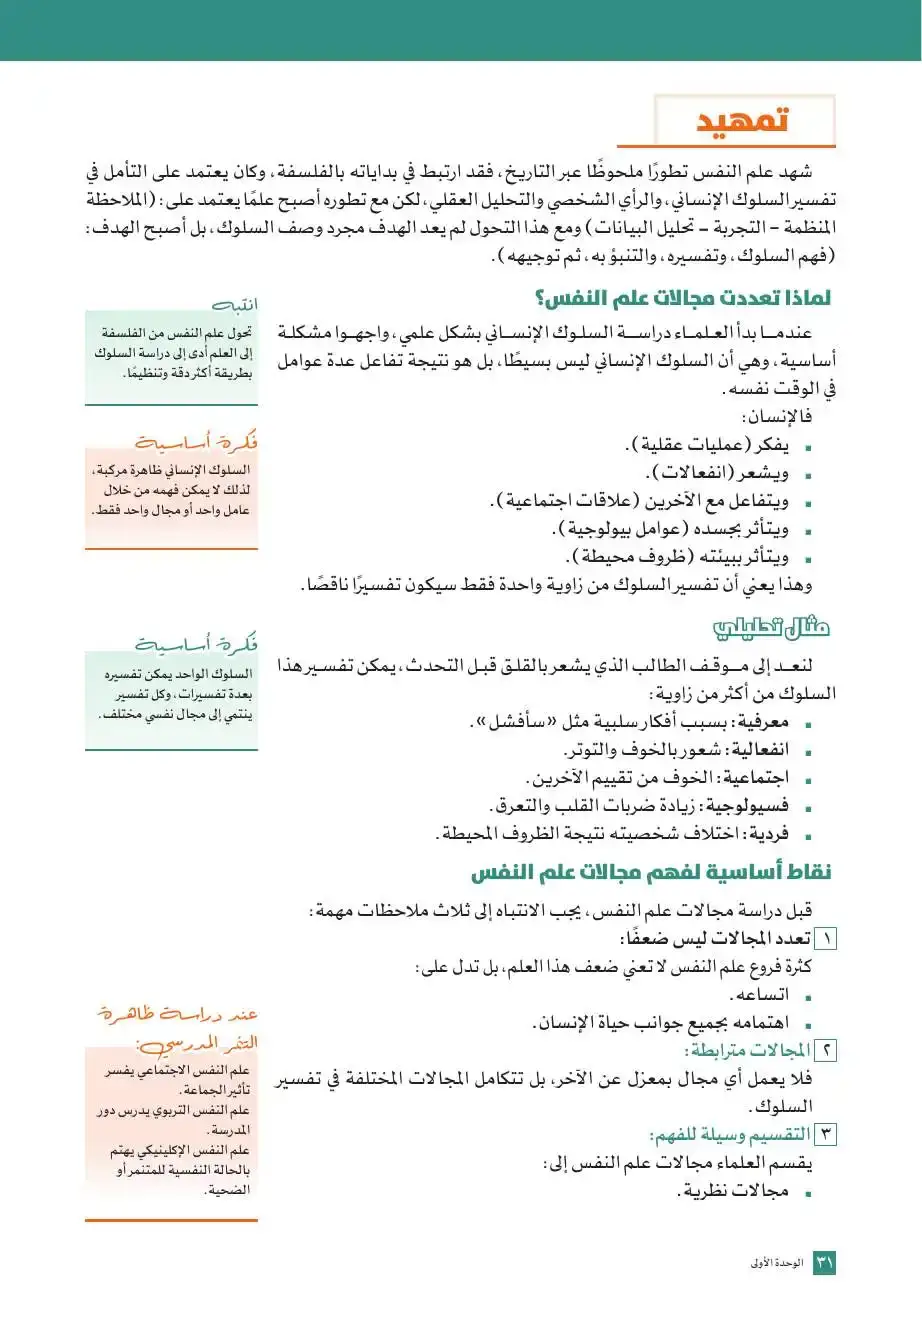 تمهيد
شهد علم النفس تطورًا ملحوظًا عبر التاريخ، فقد ارتبط في بداياته بالفلسفة، وكان يعتمد على التأمل في
تفسير السلوك الإنساني، والرأي الشخصي والتحليل العقلي، لكن مع تطوره أصبح علمًا يعتمد على: (الملاحظة
المنظمة – التجربة – تحليل البيانات) ومع هذا التحول لم يعد الهدف مجرد وصف السلوك، بل أصبح الهدف:
(فهم السلوك، وتفسيره، والتنبؤ به، ثم توجيهه).
لماذا تعددت مجالات علم النفس؟
عندما بدأ العلماء دراسة السلوك الإنساني بشكل علمي، واجهوا مشكلة
أساسية، وهي أن السلوك الإنساني ليس بسيطًا، بل هو نتيجة تفاعل عدة عوامل
في الوقت نفسه.
فالإنسان:
▪ يفكر (عمليات عقلية).
▪ ويشعر (انفعالات).
▪ ويتفاعل مع الآخرين (علاقات اجتماعية).
▪ ويتأثر بجسده (عوامل بيولوجية).
▪ ويتأثر ببيئته (ظروف محيطة).
وهذا يعني أن تفسير السلوك من زاوية واحدة فقط سيكون تفسيرًا ناقصًا.
انتبه
تحول علم النفس من الفلسفة
إلى العلم أدى إلى دراسة السلوك
بطريقة أكثر دقة وتنظيمًا.
فكرة أساسية
السلوك الإنساني ظاهرة مركبة،
لذلك لا يمكن فهمه من خلال
عامل واحد أو مجال واحد فقط.
مثال تحليلي
لنعد إلى موقف الطالب الذي يشعر بالقلق قبل التحدث، يمكن تفسير هذا
السلوك من أكثر من زاوية:
▪ معرفية: بسبب أفكار سلبية مثل «سأفشل».
▪ انفعالية: شعور بالخوف والتوتر.
▪ اجتماعية: الخوف من تقييم الآخرين.
▪ فسيولوجية: زيادة ضربات القلب والتعرق.
▪ فردية: اختلاف شخصيته نتيجة الظروف المحيطة.
فكرة أساسية
السلوك الواحد يمكن تفسيره
بعدة تفسيرات، وكل تفسير
ينتمي إلى مجال نفسي مختلف.
نقاط أساسية لفهم مجالات علم النفس
قبل دراسة مجالات علم النفس، يجب الانتباه إلى ثلاث ملاحظات مهمة:
١ تعدد المجالات ليس ضعفًا:
كثرة فروع علم النفس لا تعني ضعف هذا العلم، بل تدل على:
▪ اتساعه.
▪ اهتمامه بجميع جوانب حياة الإنسان.
٢ المجالات مترابطة:
فلا يعمل أي مجال بمعزل عن الآخر، بل تتكامل المجالات المختلفة في تفسير
السلوك.
٣ التقسيم وسيلة للفهم:
يقسم العلماء مجالات علم النفس إلى:
▪ مجالات نظرية.
عند دراسة ظاهرة
التنمر المدرسي:
علم النفس الاجتماعي يفسر
تأثير الجماعة.
علم النفس التربوي يدرس دور
المدرسة.
علم النفس الإكلينيكي يهتم
بالحالة النفسية للمتنمر أو
الضحية.
٣١ الوحدة الأولى